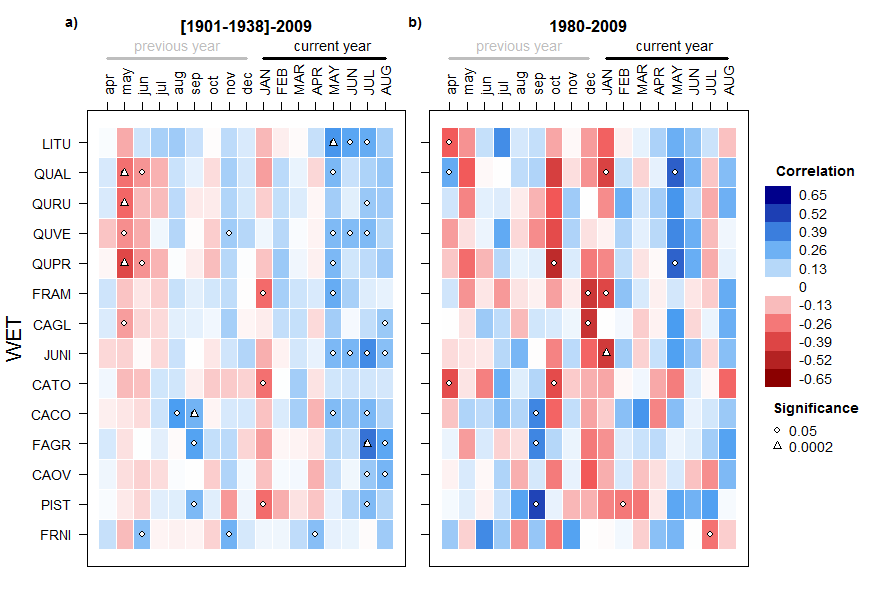 a) [1901-1938]-2009 b) 1980-2009
previous year current year previous year current year
apr may jun jul aug sep oct nov dec JAN FEB MAR APR MAY JUN JUL AUG apr may jun jul aug sep oct nov dec JAN FEB MAR APR MAY JUN JUL AUG
WET
LITU
QUAL
QURU
QUVE
QUPR
FRAM
CAGL
JUNI
CATO
CACO
FAGR
CAOV
PIST
FRNI
Correlation
0.65
0.52
0.39
0.26
0.13
0
-0.13
-0.26
-0.39
-0.52
-0.65
Significance
0.05
0.0002